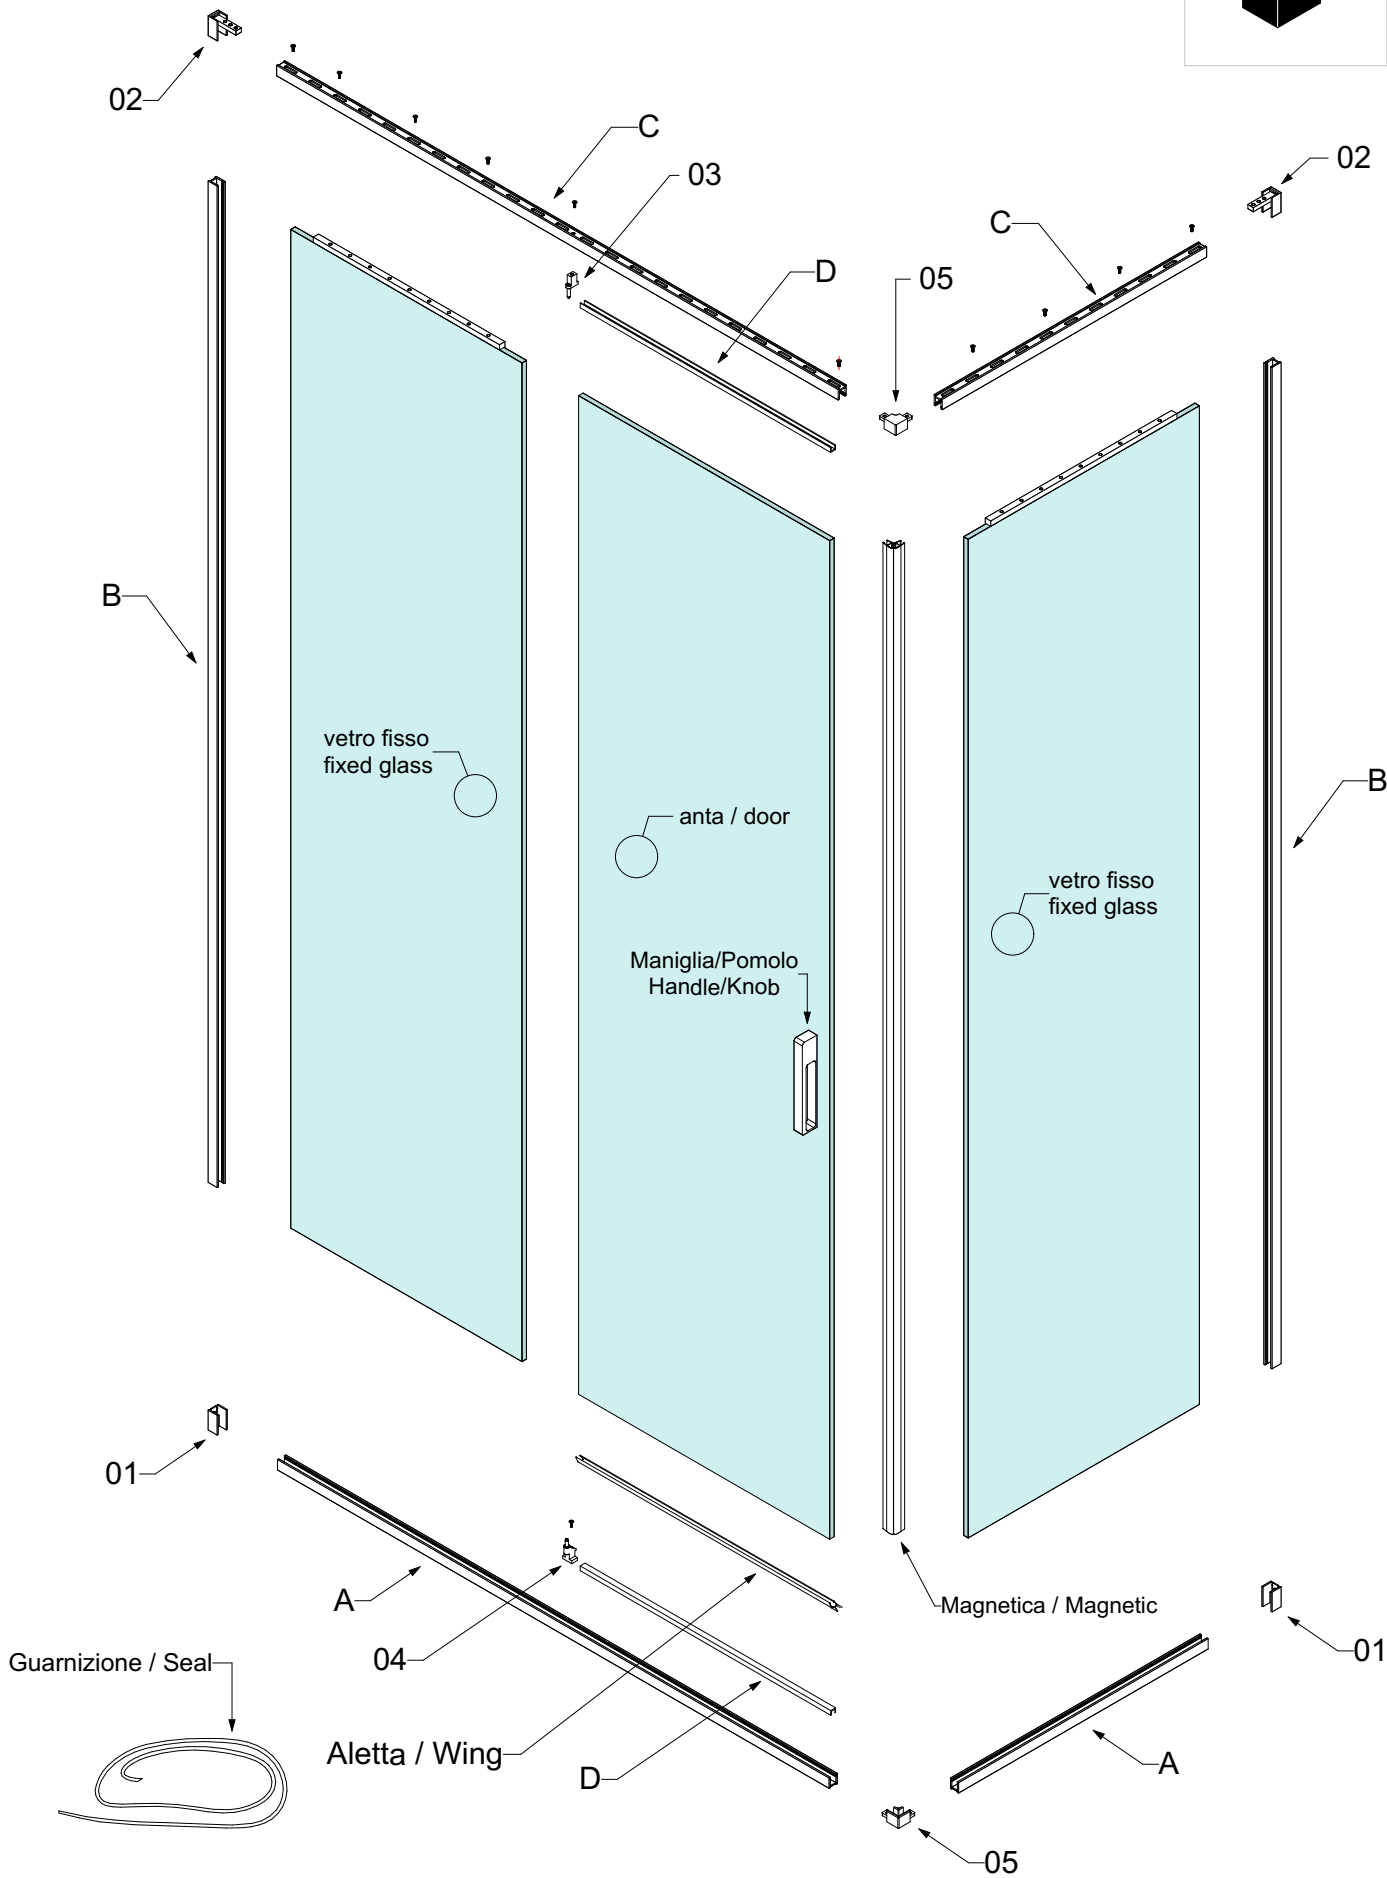 02
C
03
02
C
D
05
B
vetro fisso
fixed glass
B
anta / door
vetro fisso
fixed glass
Maniglia/Pomolo
Handle/Knob
01
A
Magnetica / Magnetic
04
01
Guarnizione / Seal
Aletta / Wing
D
A
05